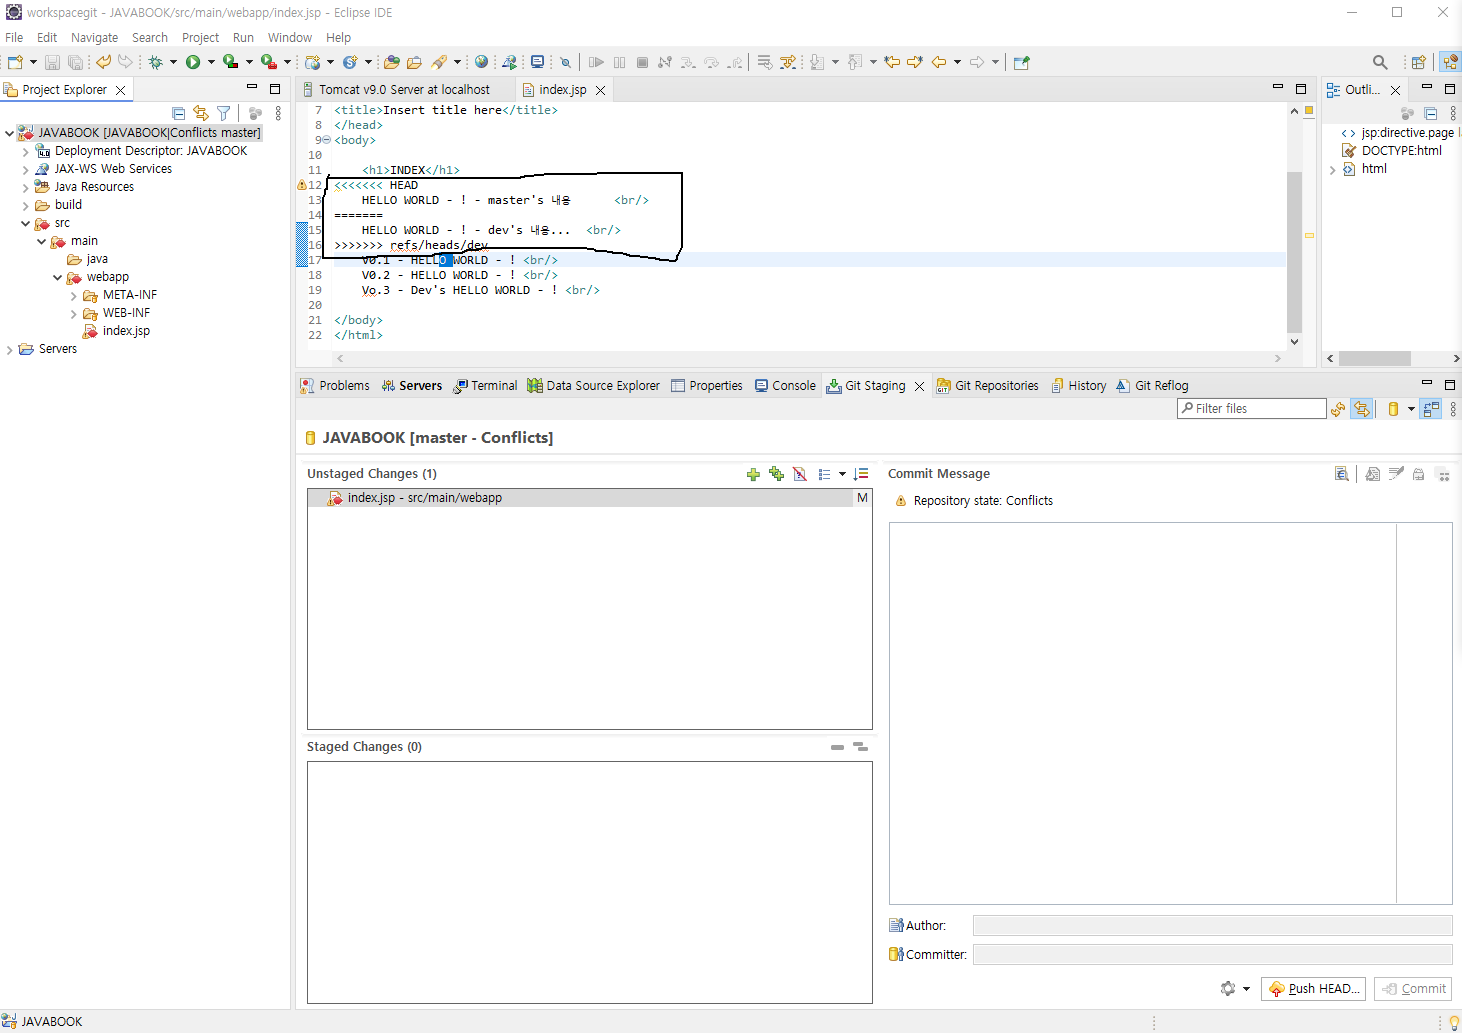 workspacegit - JAVABOOK/src/main/webapp/index.jsp - Eclipse IDE
File Edit Navigate Search Project Run Window Help
Project Explorer
JAVABOOK [JAVABOOK|Conflicts master]
Deployment Descriptor: JAVABOOK
JAX-WS Web Services
Java Resources
build
src
main
java
webapp
META-INF
WEB-INF
index.jsp
Servers
Tomcat v9.0 Server at localhost
index.jsp
7 <title>Insert title here</title>
8 </head>
9 <body>
10
11 <h1>INDEX</h1>
12 <<<<<<< HEAD
13 HELLO WORLD - ! - master's 내용 <br/>
14 =======
15 HELLO WORLD - ! - dev's 내용... <br/>
16 >>>>>>> refs/heads/dev
17 V0.1 - HELLO WORLD - ! <br/>
18 V0.2 - HELLO WORLD - ! <br/>
19 Vo.3 - Dev's HELLO WORLD - ! <br/>
20
21 </body>
22 </html>
Outli...
jsp:directive.page
DOCTYPE:html
html
Problems Servers Terminal Data Source Explorer Properties Console Git Staging Git Repositories History Git Reflog
Filter files
JAVABOOK [master - Conflicts]
Unstaged Changes (1)
index.jsp - src/main/webapp M
Staged Changes (0)
Commit Message
Repository state: Conflicts
Author:
Committer:
Push HEAD... Commit
JAVABOOK